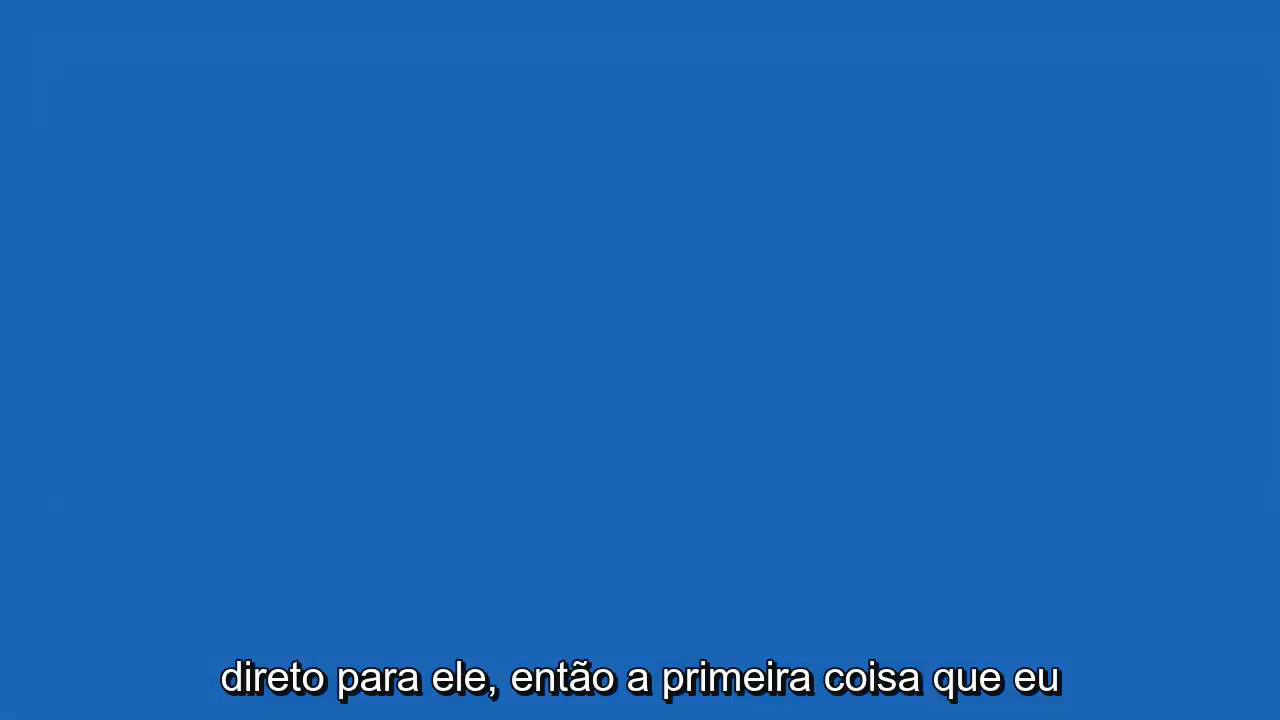 direto para ele, então a primeira coisa que eu